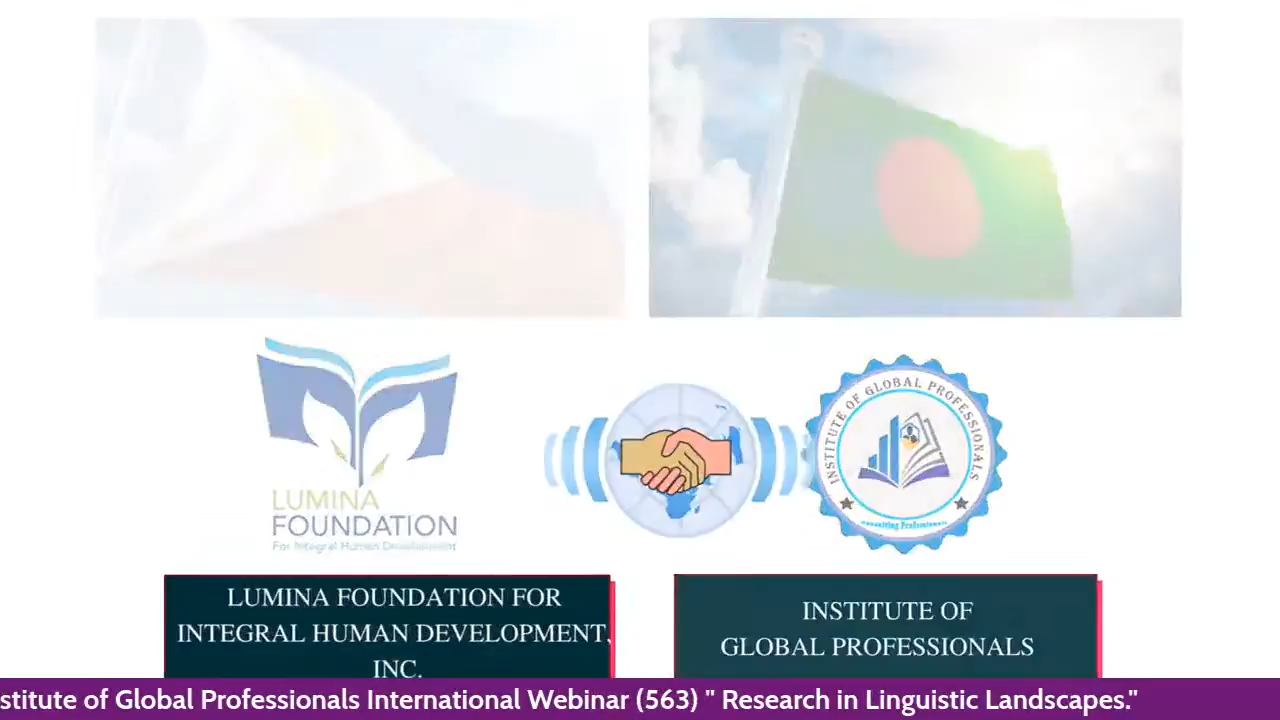 LUMINA
FOUNDATION
For Integral Human Development
INSTITUTE OF GLOBAL PROFESSIONALS
LUMINA FOUNDATION FOR
INTEGRAL HUMAN DEVELOPMENT,
INC.
INSTITUTE OF
GLOBAL PROFESSIONALS
stitute of Global Professionals International Webinar (563) " Research in Linguistic Landscapes."